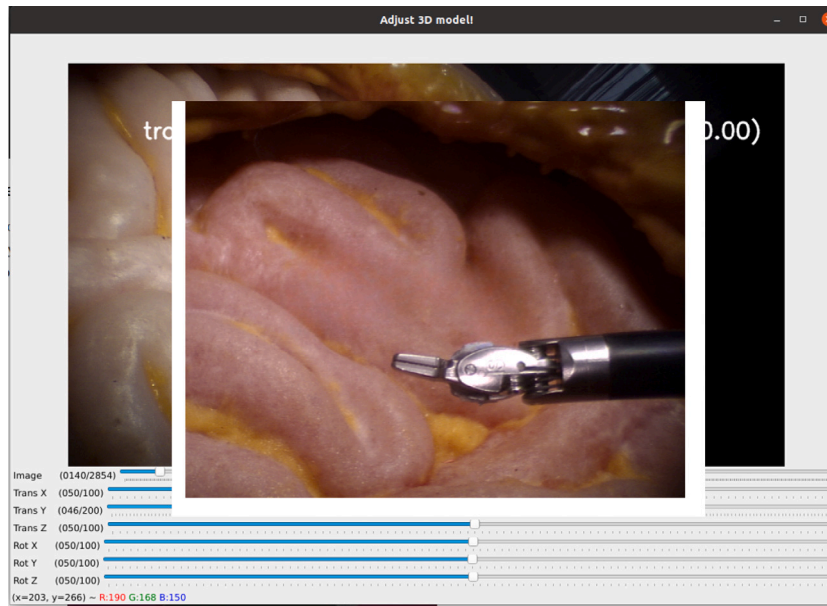 Adjust 3D model!
0.00)
Image (0140/2854)
Trans X (050/100)
Trans Y (046/200)
Trans Z (050/100)
Rot X (050/100)
Rot Y (050/100)
Rot Z (050/100)
(x=203, y=266) ~ R:190 G:168 B:150